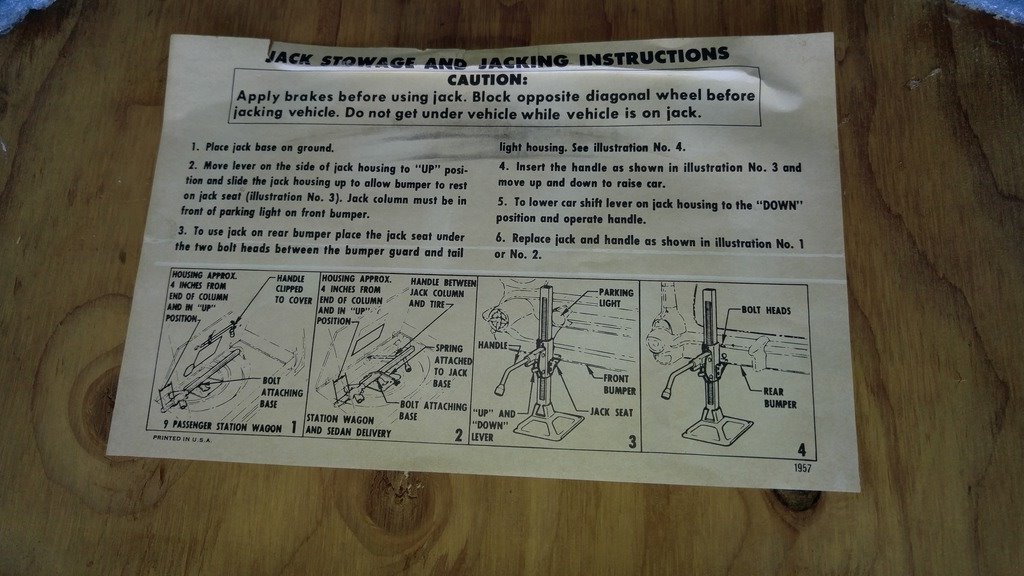 JACK STOWAGE AND JACKING INSTRUCTIONS
CAUTION:
Apply brakes before using jack. Block opposite diagonal wheel before
jacking vehicle. Do not get under vehicle while vehicle is on jack.
1. Place jack base on ground.
2. Move lever on the side of jack housing to "UP" posi-
tion and slide the jack housing up to allow bumper to rest
on jack seat (illustration No. 3). Jack column must be in
front of parking light on front bumper.
3. To use jack on rear bumper place the jack seat under
the two bolt heads between the bumper guard and tail
light housing. See illustration No. 4.
4. Insert the handle as shown in illustration No. 3 and
move up and down to raise car.
5. To lower car shift lever on jack housing to the "DOWN"
position and operate handle.
6. Replace jack and handle as shown in illustration No. 1
or No. 2.
HOUSING APPROX.
4 INCHES FROM
END OF COLUMN
AND IN "UP"
POSITION
HANDLE
CLIPPED
TO COVER
BOLT
ATTACHING
BASE
9 PASSENGER STATION WAGON 1
HOUSING APPROX.
4 INCHES FROM
END OF COLUMN
AND IN "UP"
POSITION
HANDLE BETWEEN
JACK COLUMN
AND TIRE
SPRING
ATTACHED
TO JACK
BASE
BOLT ATTACHING
BASE
STATION WAGON
AND SEDAN DELIVERY
2
PARKING
LIGHT
HANDLE
FRONT
BUMPER
JACK SEAT
"UP" AND
"DOWN"
LEVER
3
BOLT HEADS
REAR
BUMPER
4
PRINTED IN U.S.A.
1957